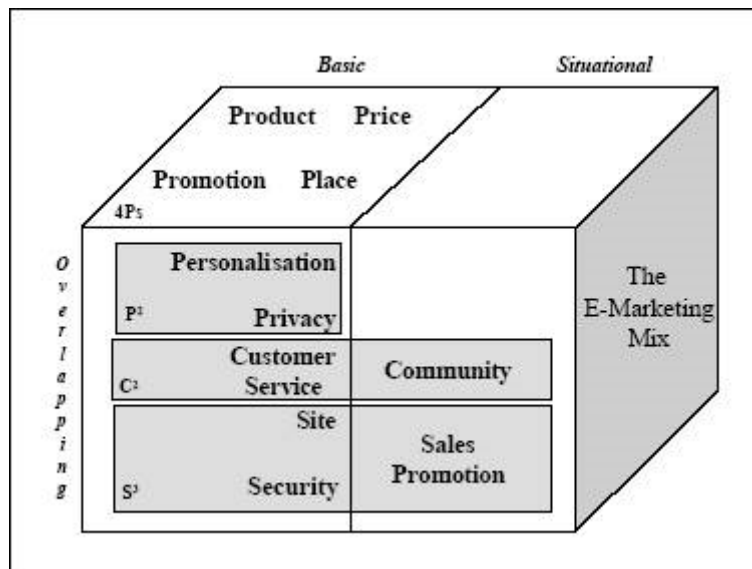 Basic Situational
Product Price
Promotion Place
4Ps
Overlapping
Personalisation
P² Privacy
Customer
Service
C²
Community
Site
S³ Security
Sales
Promotion
The
E-Marketing
Mix